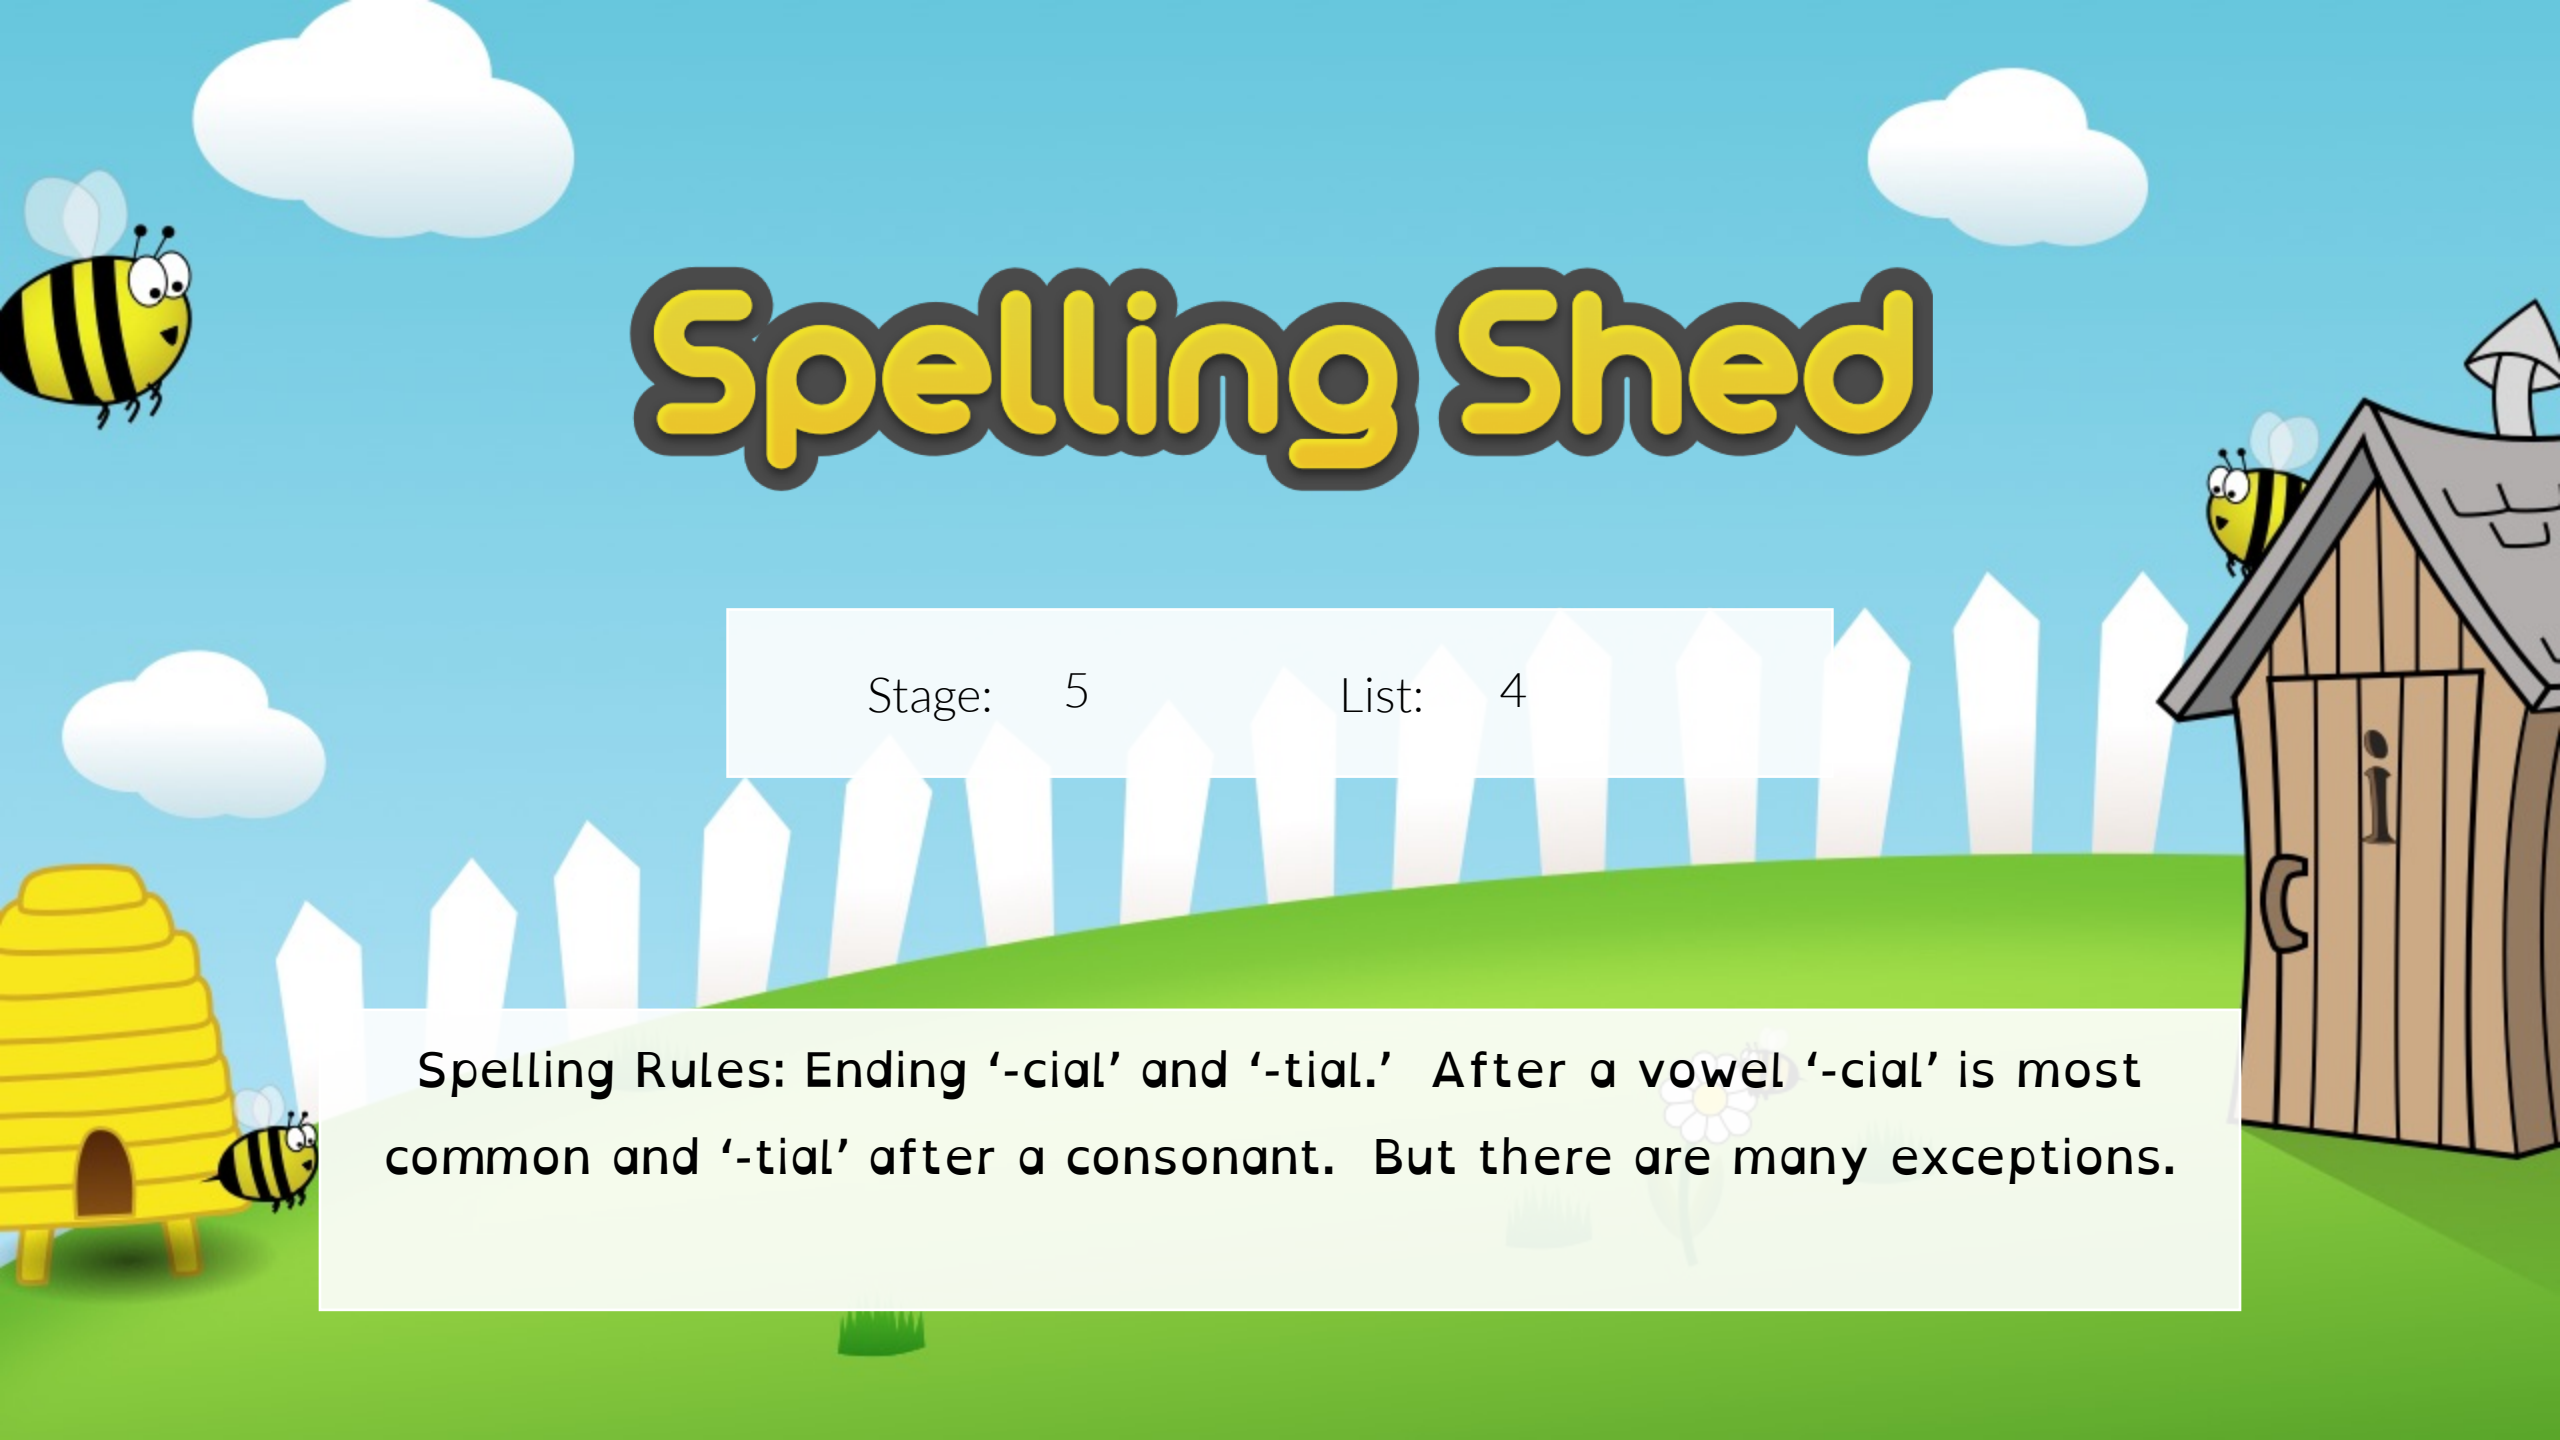 Spelling Shed
Stage: 5 List: 4
i
Spelling Rules: Ending ‘-cial’ and ‘-tial.’  After a vowel ‘-cial’ is most
common and ‘-tial’ after a consonant.  But there are many exceptions.